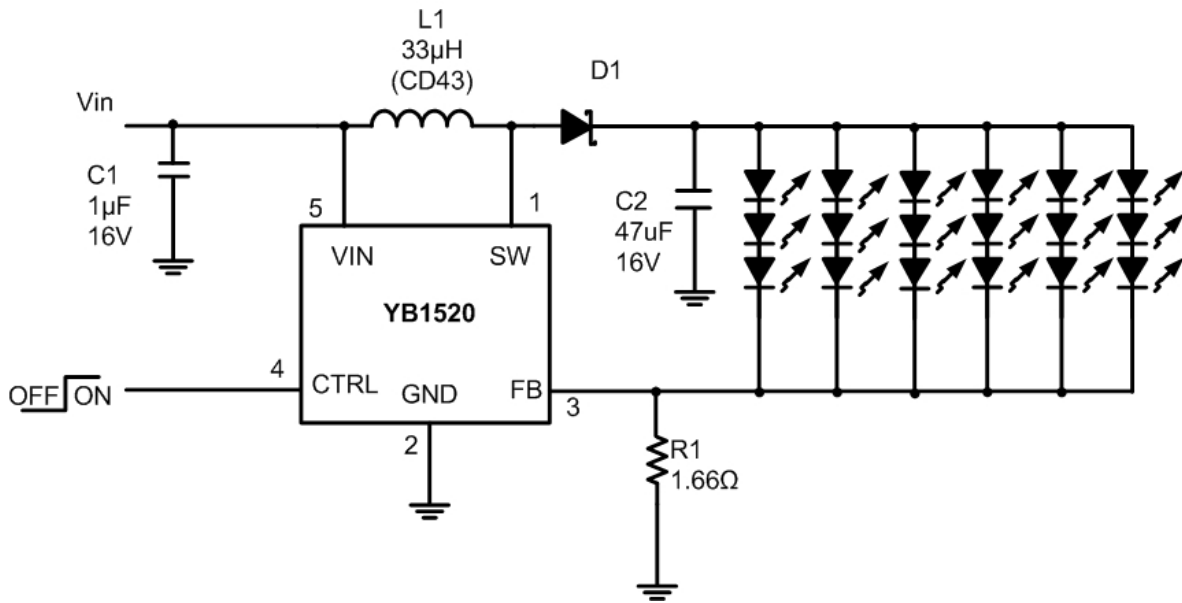 L1
33µH
(CD43)
D1
Vin
C1
1µF
16V
5
1
C2
47uF
16V
VIN
SW
YB1520
4
CTRL
GND
FB
3
OFF
ON
2
R1
1.66Ω